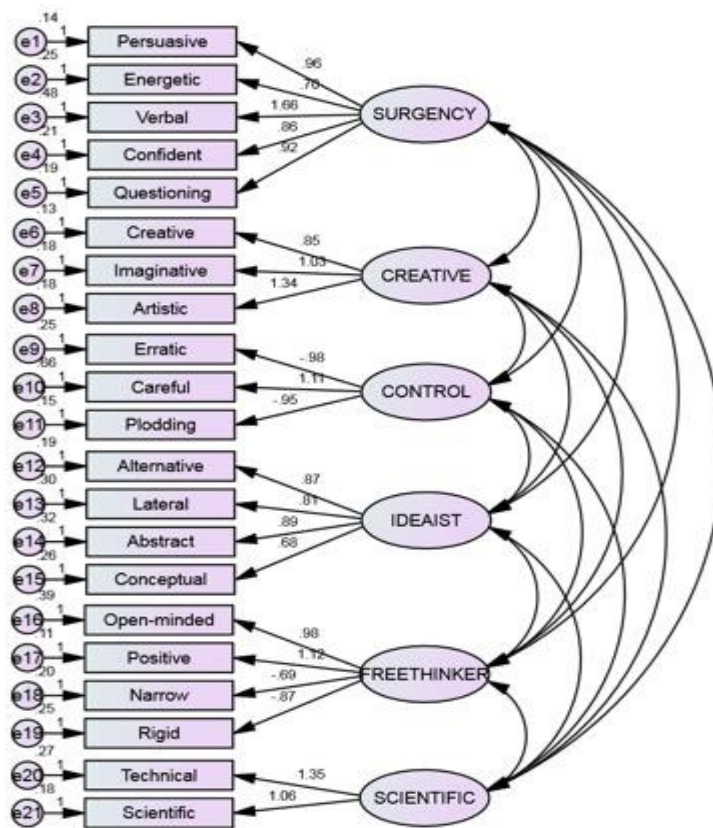 .14
e1 1 Persuasive
.25
e2 1 Energetic
.48
e3 1 Verbal
.21
e4 1 Confident
.19
e5 1 Questioning
.96
.76
1.66
.86
.92
SURGENCY
.13
e6 1 Creative
.18
e7 1 Imaginative
.18
e8 1 Artistic
.85
1.03
1.34
CREATIVE
.25
e9 1 Erratic
.86
e10 1 Careful
.15
e11 1 Plodding
-.98
1.11
-.95
CONTROL
.19
e12 1 Alternative
.30
e13 1 Lateral
.32
e14 1 Abstract
.26
e15 1 Conceptual
.87
.81
.89
.68
IDEAIST
.39
e16 1 Open-minded
.11
e17 1 Positive
.20
e18 1 Narrow
.25
e19 1 Rigid
.98
1.12
-.69
-.87
FREETHINKER
.27
e20 1 Technical
.18
e21 1 Scientific
1.35
1.06
SCIENTIFIC